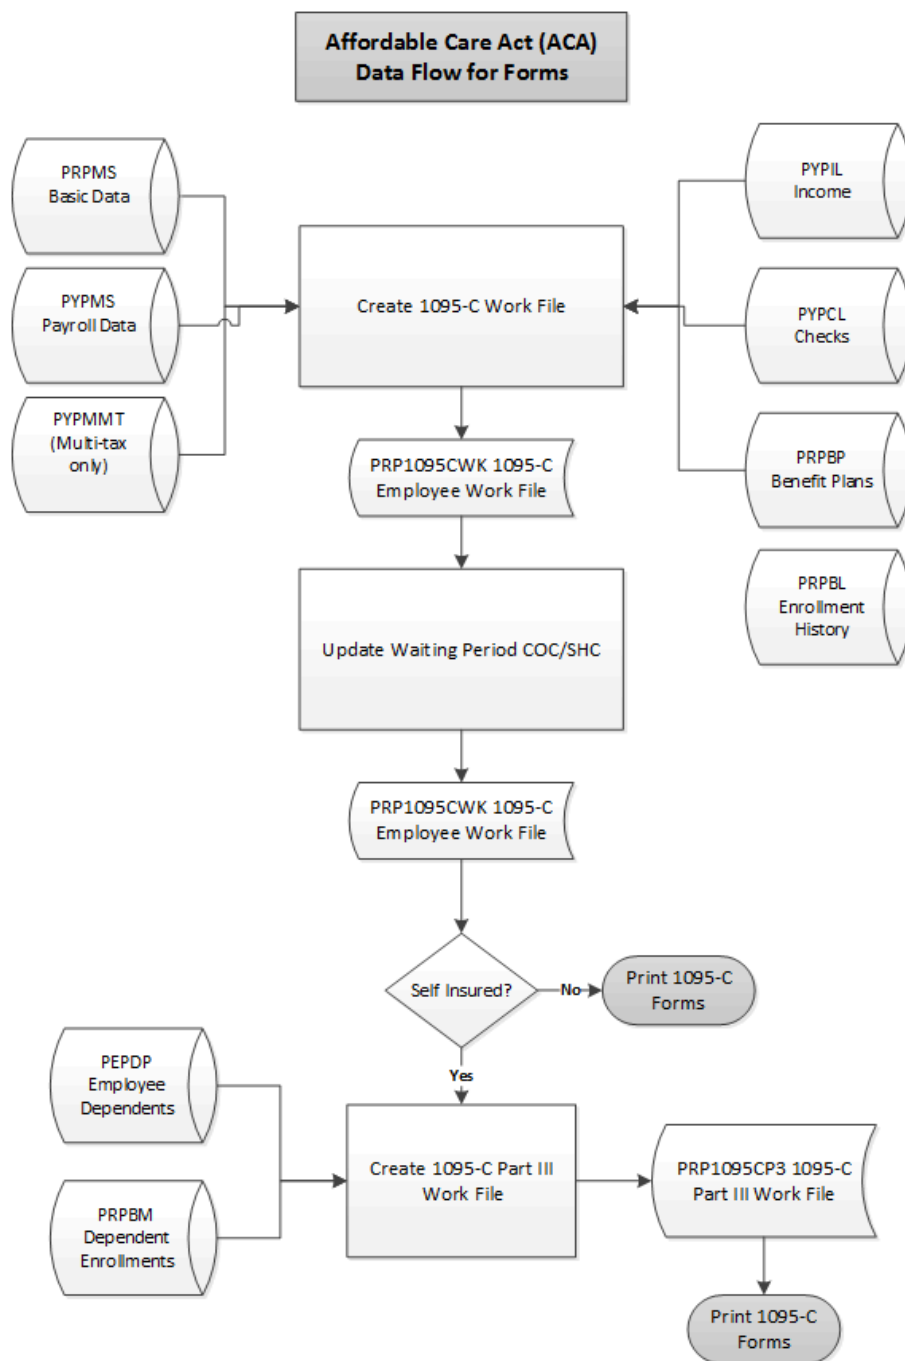 Affordable Care Act (ACA)
Data Flow for Forms
PRPMS
Basic Data
PYPIL
Income
Create 1095-C Work File
PYPMS
Payroll Data
PYPCL
Checks
PYPMMT
(Multi-tax
only)
PRPBP
Benefit Plans
PRP1095CWK 1095-C
Employee Work File
PRPBL
Enrollment
History
Update Waiting Period COC/SHC
PRP1095CWK 1095-C
Employee Work File
Self Insured?
No
Print 1095-C
Forms
Yes
PEPDP
Employee
Dependents
Create 1095-C Part III
Work File
PRP1095CP3 1095-C
Part III Work File
PRPBM
Dependent
Enrollments
Print 1095-C
Forms